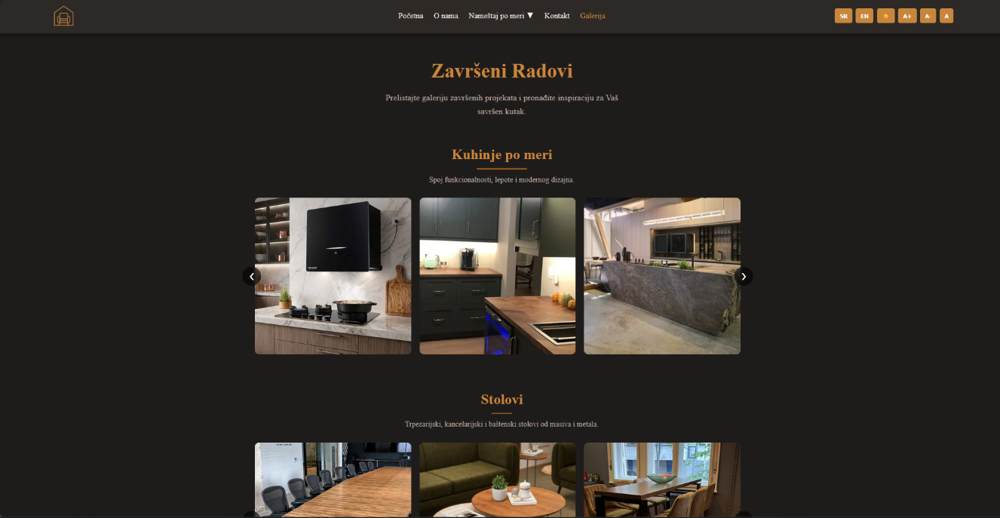 Početna O nama Nameštaj po meri ▼ Kontakt Galerija SR EN A+ A- A
Završeni Radovi
Prelistajte galeriju završenih projekata i pronađite inspiraciju za Vaš
savršen kutak.
Kuhinje po meri
Spoj funkcionalnosti, lepote i modernog dizajna.
Stolovi
Trpezarijski, kancelarijski i baštenski stolovi od masiva i metala.